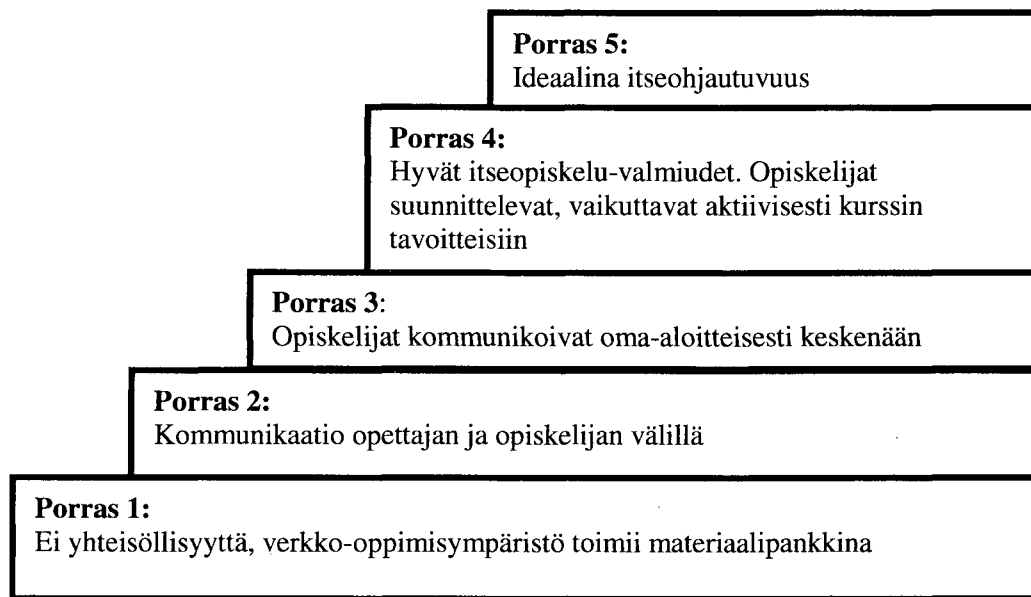 Porras 5:
Ideaalina itseohjautuvuus
Porras 4:
Hyvät itseopiskelu-valmiudet. Opiskelijat
suunnittelevat, vaikuttavat aktiivisesti kurssin
tavoitteisiin
Porras 3:
Opiskelijat kommunikoivat oma-aloitteisesti keskenään
Porras 2:
Kommunikaatio opettajan ja opiskelijan välillä
Porras 1:
Ei yhteisöllisyyttä, verkko-oppimisympäristö toimii materiaalipankkina